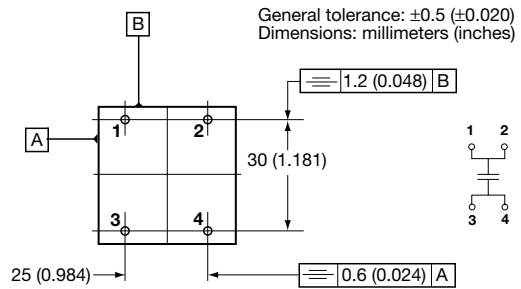 General tolerance: ±0.5 (±0.020)
Dimensions: millimeters (inches)
B
1.2 (0.048) B
A
1 2
30 (1.181)
3 4
25 (0.984)
0.6 (0.024) A
1 2
3 4